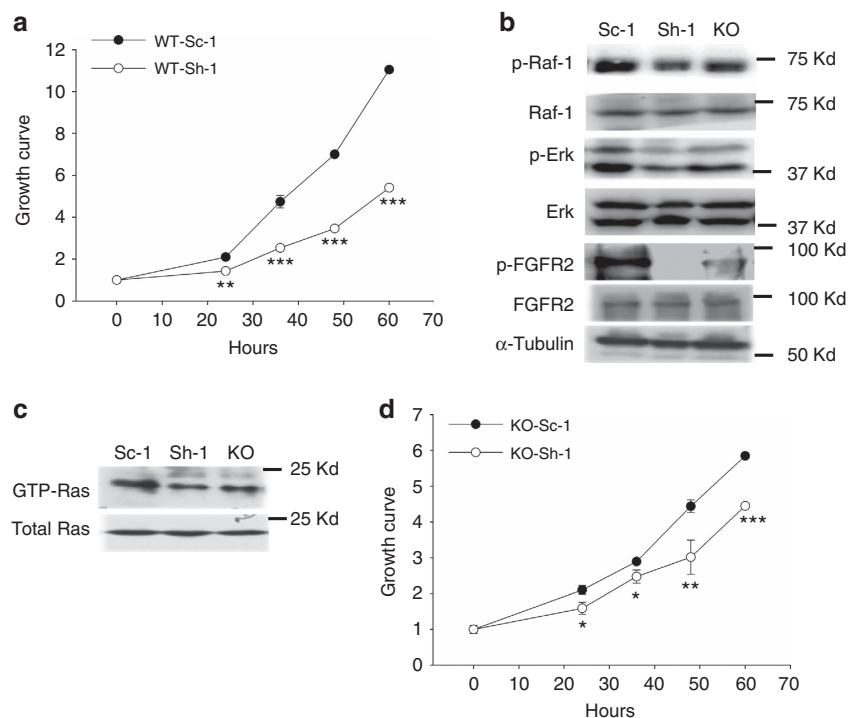 a
WT-Sc-1
WT-Sh-1
12
10
8
6
4
2
0
Growth curve
**
***
***
***
0 10 20 30 40 50 60 70
Hours
b
Sc-1 Sh-1 KO
p-Raf-1 75 Kd
Raf-1 75 Kd
p-Erk 37 Kd
Erk 37 Kd
p-FGFR2 100 Kd
FGFR2 100 Kd
α-Tubulin 50 Kd
c
Sc-1 Sh-1 KO
GTP-Ras 25 Kd
Total Ras 25 Kd
d
KO-Sc-1
KO-Sh-1
7
6
5
4
3
2
1
0
Growth curve
*
*
**
***
0 10 20 30 40 50 60 70
Hours